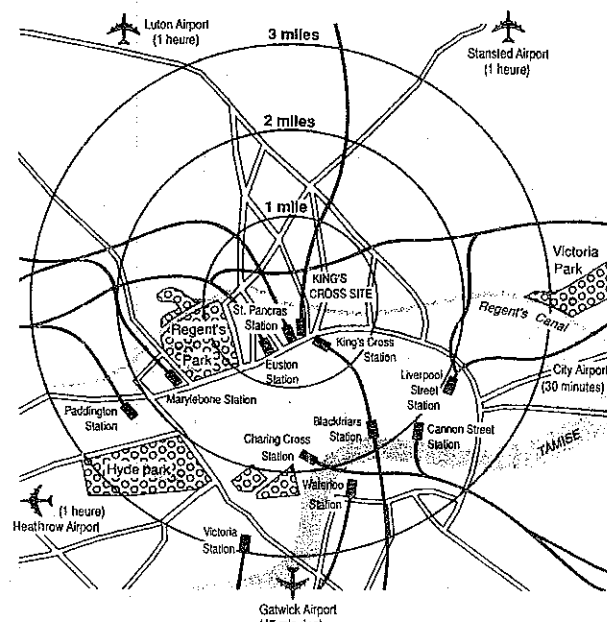 Luton Airport
(1 heure)
Stansted Airport
(1 heure)
3 miles
2 miles
1 mile
Victoria
Park
KING'S
CROSS SITE
Regent's Canal
St. Pancras
Station
Regent's
Park
King's Cross
Station
Euston
Station
City Airport
(30 minutes)
Liverpool
Street
Station
Marylebone Station
Paddington
Station
Blackfriars
Station
Cannon Street
Station
Charing Cross
Station
TAMISE
Hyde park
Waterloo
Station
(1 heure)
Heathrow Airport
Victoria
Station
Gatwick Airport